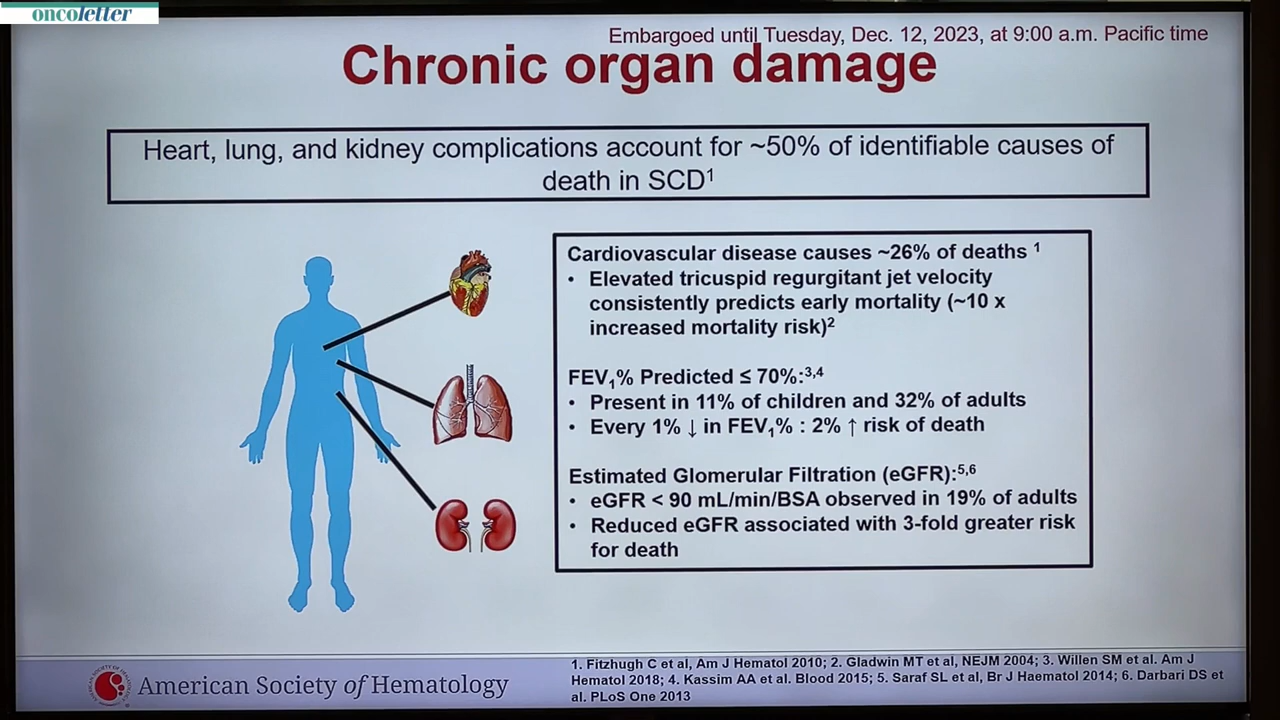 oncoletter
Embargoed until Tuesday, Dec. 12, 2023, at 9:00 a.m. Pacific time
Chronic organ damage
Heart, lung, and kidney complications account for ~50% of identifiable causes of
death in SCD1
Cardiovascular disease causes ~26% of deaths 1
• Elevated tricuspid regurgitant jet velocity
consistently predicts early mortality (~10 x
increased mortality risk)2
FEV1% Predicted ≤ 70%:3,4
• Present in 11% of children and 32% of adults
• Every 1% ↓ in FEV1% : 2% ↑ risk of death
Estimated Glomerular Filtration (eGFR):5,6
• eGFR < 90 mL/min/BSA observed in 19% of adults
• Reduced eGFR associated with 3-fold greater risk
for death
American Society of Hematology
1. Fitzhugh C et al, Am J Hematol 2010; 2. Gladwin MT et al, NEJM 2004; 3. Willen SM et al. Am J
Hematol 2018; 4. Kassim AA et al. Blood 2015; 5. Saraf SL et al, Br J Haematol 2014; 6. Darbari DS et
al. PLoS One 2013